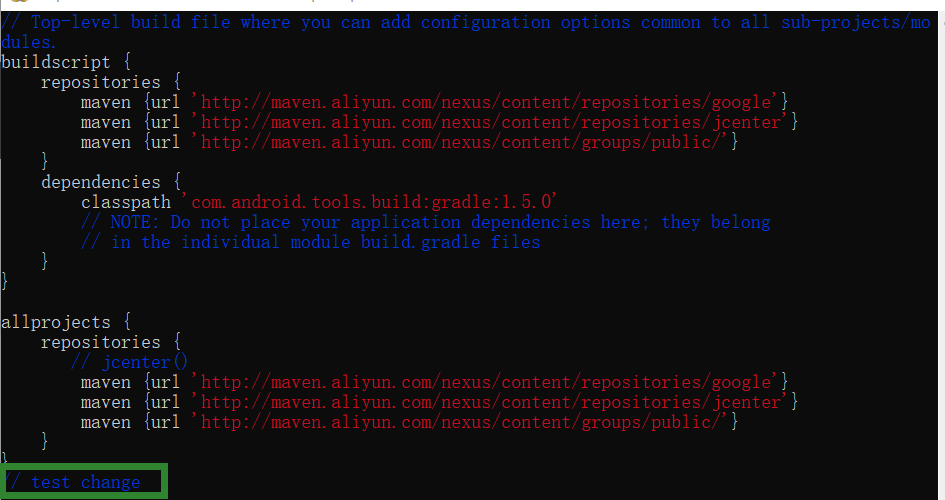 // Top-level build file where you can add configuration options common to all sub-projects/mo
dules.
buildscript {
    repositories {
        maven {url 'http://maven.aliyun.com/nexus/content/repositories/google'}
        maven {url 'http://maven.aliyun.com/nexus/content/repositories/jcenter'}
        maven {url 'http://maven.aliyun.com/nexus/content/groups/public/'}
    }
    dependencies {
        classpath 'com.android.tools.build:gradle:1.5.0'
        // NOTE: Do not place your application dependencies here; they belong
        // in the individual module build.gradle files
    }
}

allprojects {
    repositories {
       // jcenter()
        maven {url 'http://maven.aliyun.com/nexus/content/repositories/google'}
        maven {url 'http://maven.aliyun.com/nexus/content/repositories/jcenter'}
        maven {url 'http://maven.aliyun.com/nexus/content/groups/public/'}
    }
}
// test change